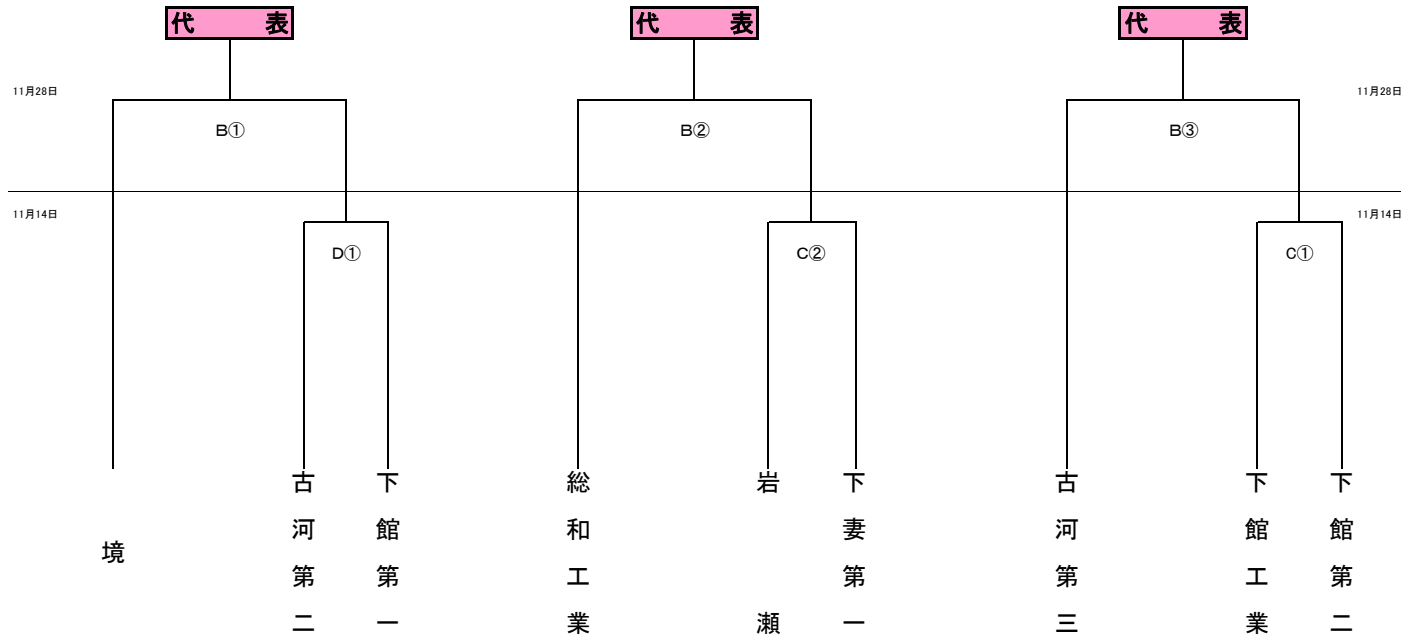 代 表
代 表
代 表
11月28日
11月28日
B①
B②
B③
11月14日
11月14日
D①
C②
C①
境
古河第二
下館第一
総和工業
岩瀬
下妻第一
古河第三
下館工業
下館第二